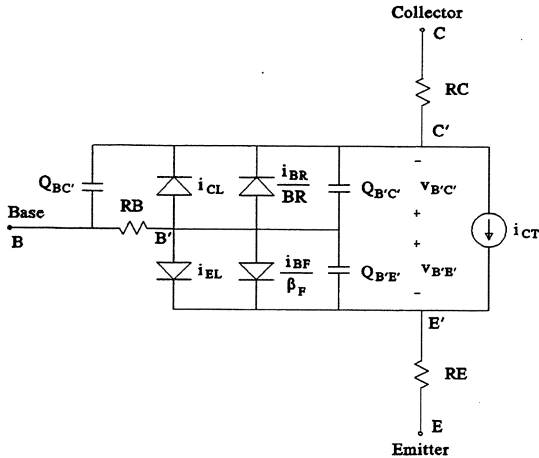 Collector
C
RC
C'
Q_BC'
i_CL
i_BR
BR
Q_B'C'
−
v_B'C'
+
Base
B
RB
B'
i_CT
i_EL
i_BF
β_F
Q_B'E'
+
v_B'E'
−
E'
RE
E
Emitter